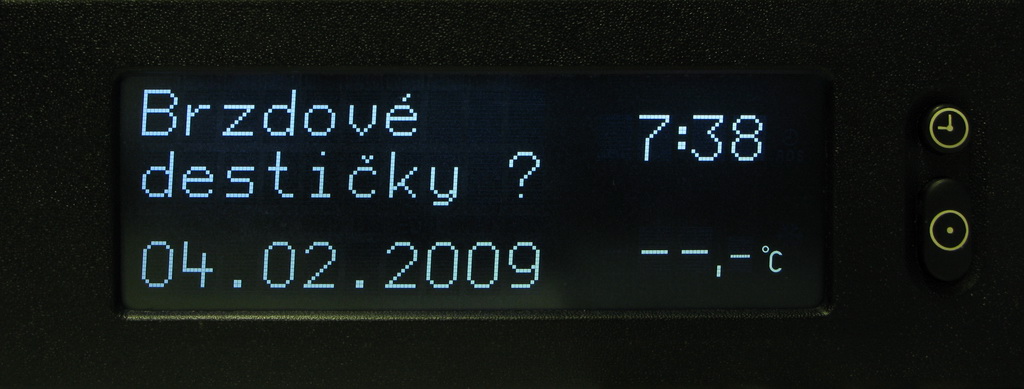 Brzdové
destičky ?
7:38
04.02.2009
-- --,-- °C